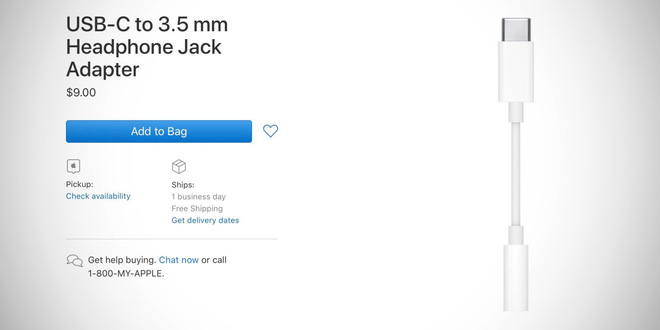 USB-C to 3.5 mm
Headphone Jack
Adapter
$9.00
Add to Bag
Pickup:
Check availability
Ships:
1 business day
Free Shipping
Get delivery dates
Get help buying. Chat now or call
1-800-MY-APPLE.